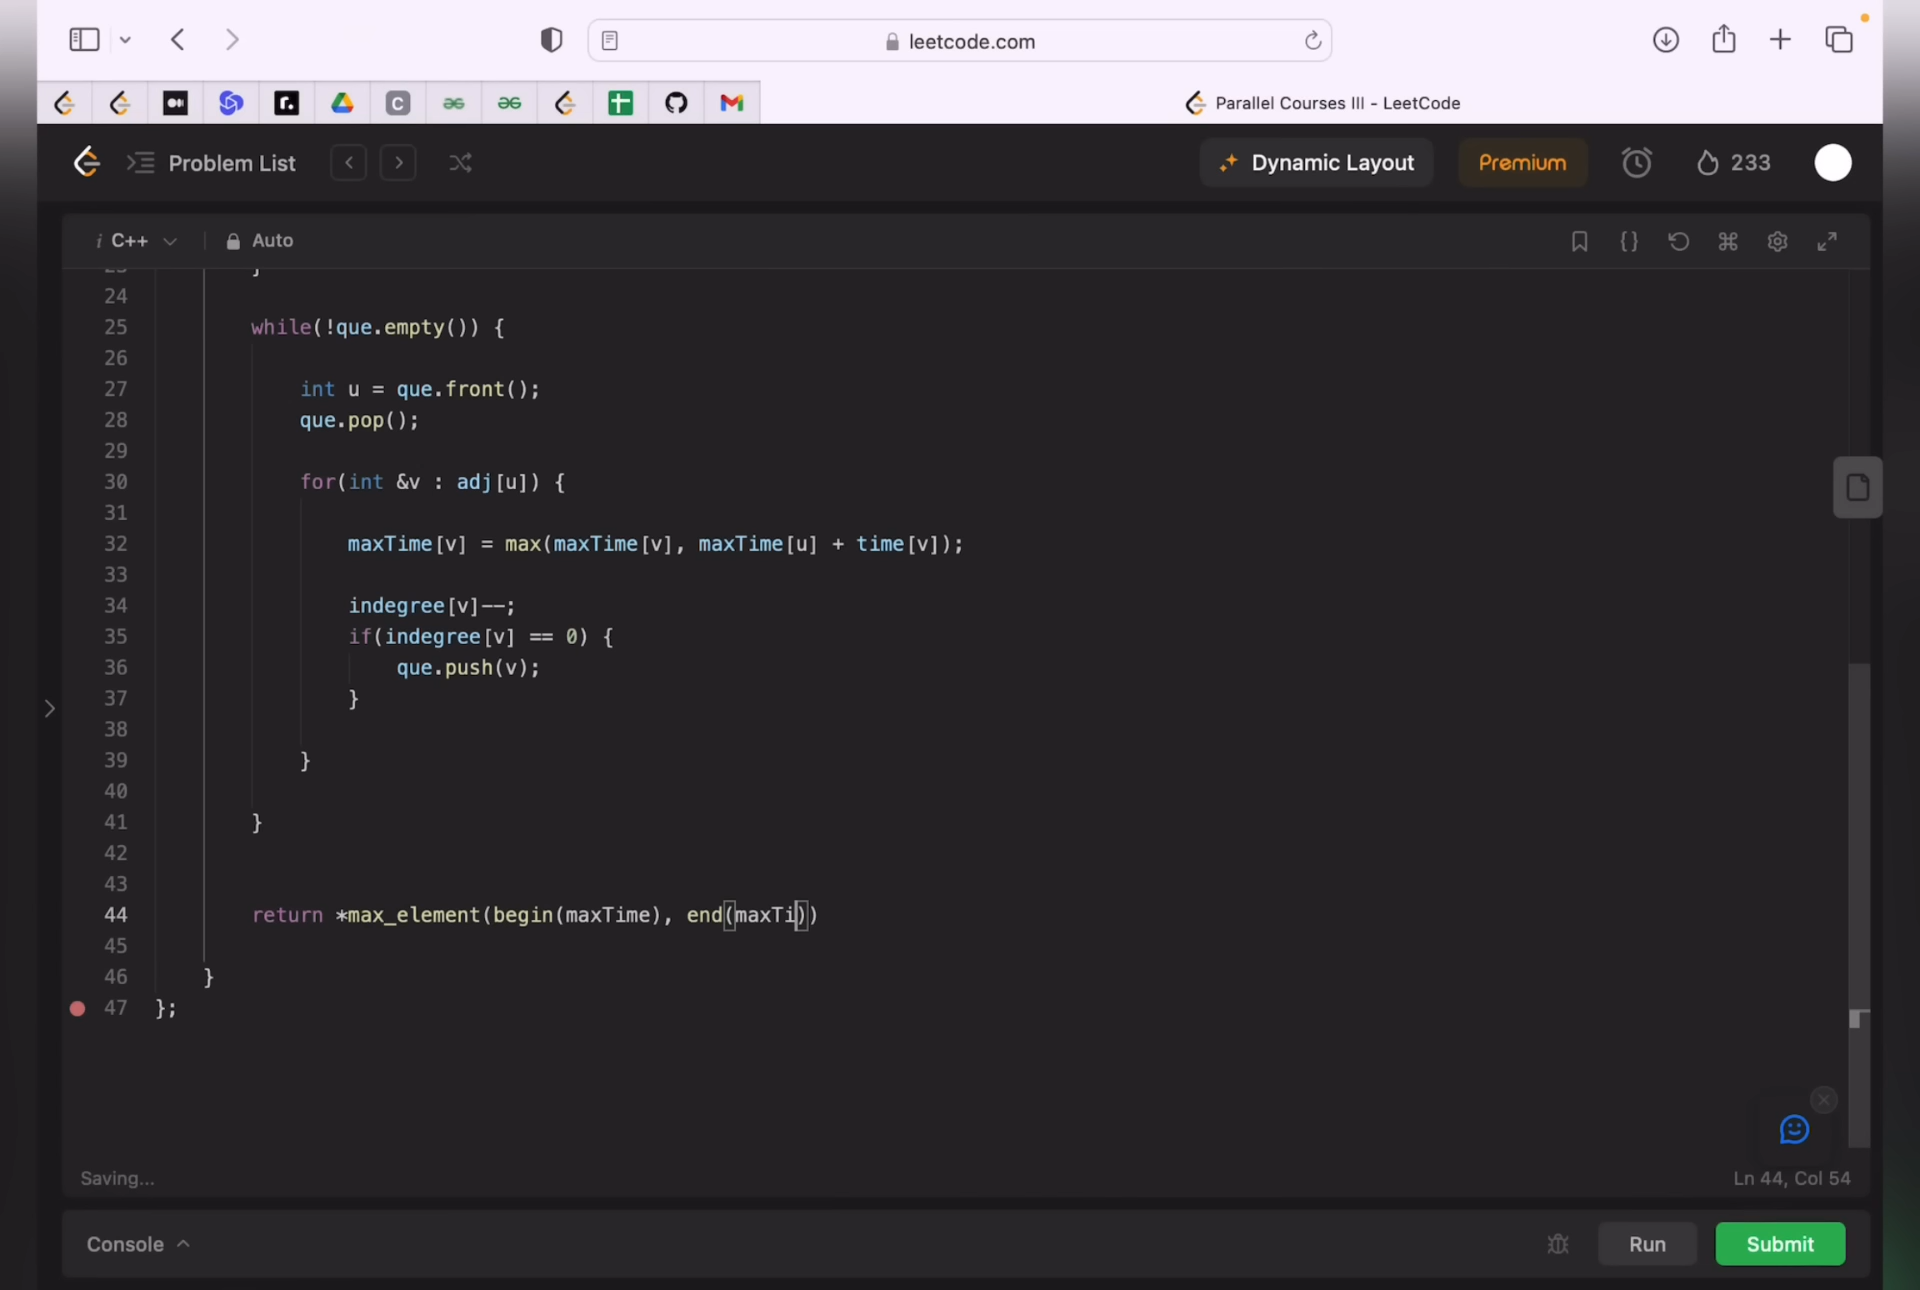 leetcode.com
C
Parallel Courses III - LeetCode
Problem List
Dynamic Layout
Premium
233
i C++
Auto
{}
24
25 while(!que.empty()) {
26
27 int u = que.front();
28 que.pop();
29
30 for(int &v : adj[u]) {
31
32 maxTime[v] = max(maxTime[v], maxTime[u] + time[v]);
33
34 indegree[v]--;
35 if(indegree[v] == 0) {
36 que.push(v);
37 }
38
39 }
40
41 }
42
43
44 return *max_element(begin(maxTime), end(maxTi))
45
46 }
47 };
Saving...
Ln 44, Col 54
Console
Run
Submit